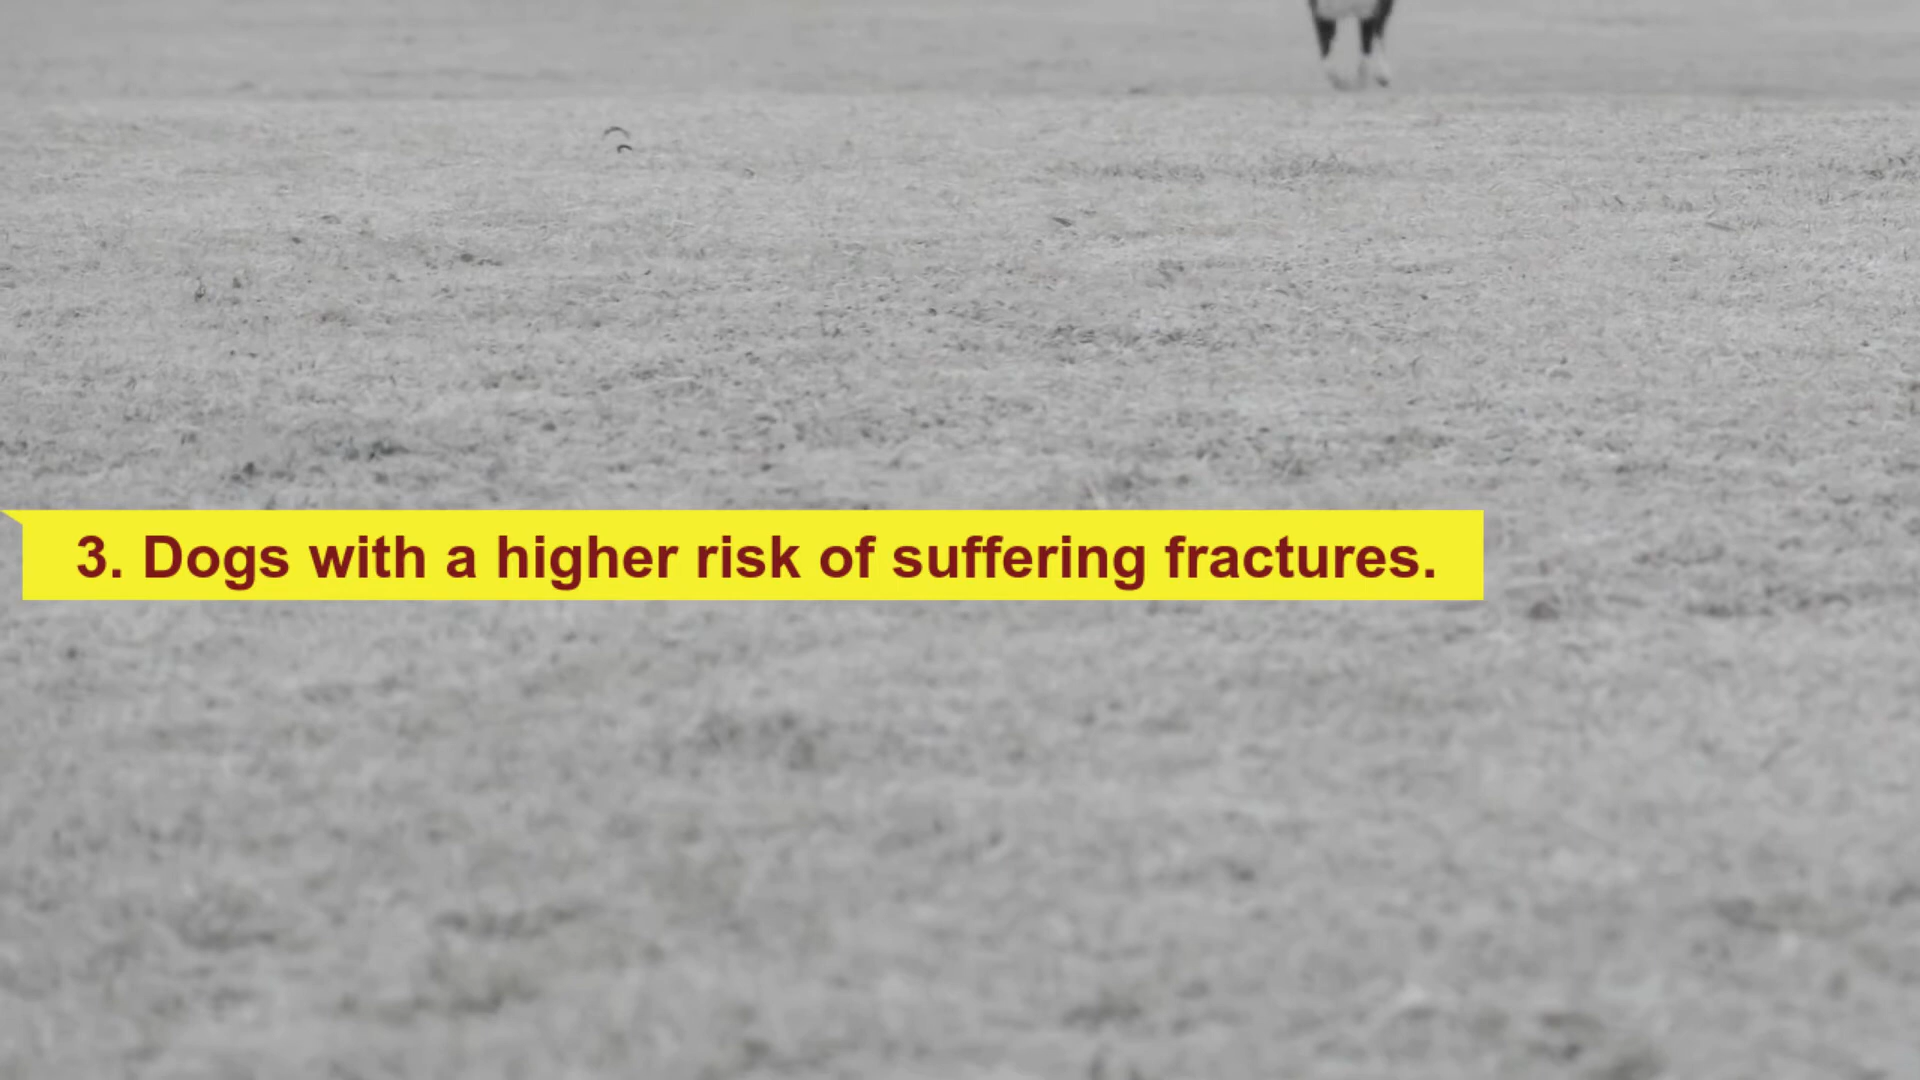 3. Dogs with a higher risk of suffering fractures.